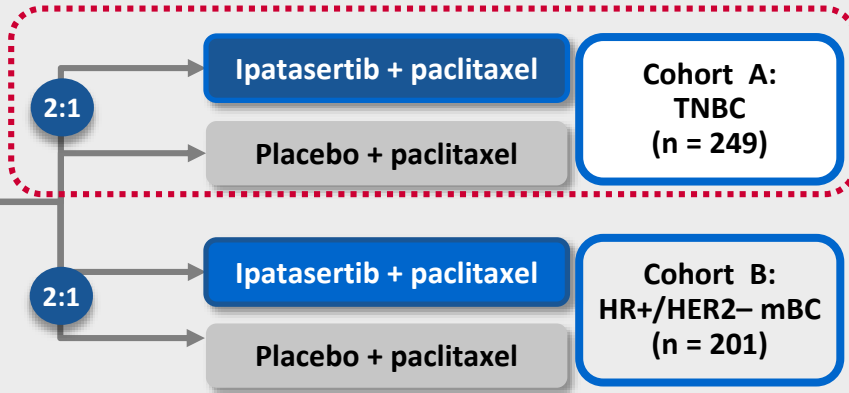 2:1
Ipatasertib + paclitaxel
Placebo + paclitaxel
Cohort A:
TNBC
(n = 249)
2:1
Ipatasertib + paclitaxel
Placebo + paclitaxel
Cohort B:
HR+/HER2– mBC
(n = 201)